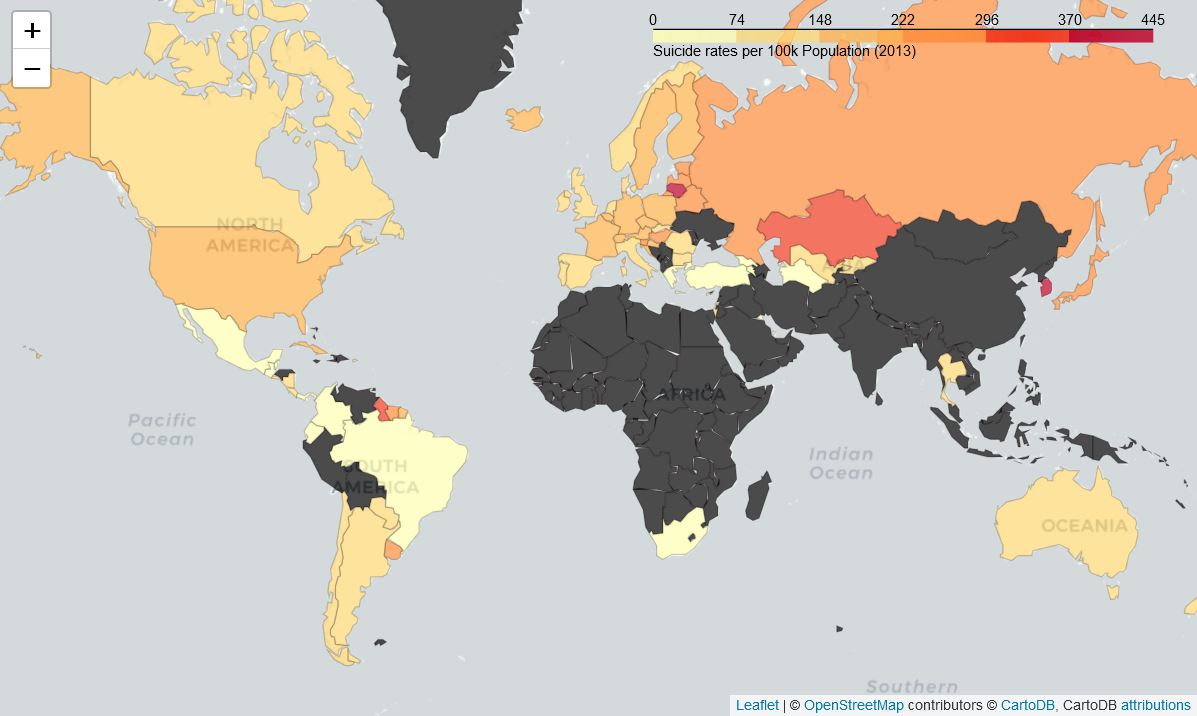 +
−
0 74 148 222 296 370 445
Suicide rates per 100k Population (2013)
NORTH
AMERICA
ASIA
AFRICA
Pacific
Ocean
Indian
Ocean
SOUTH
AMERICA
OCEANIA
Southern
Leaflet | © OpenStreetMap contributors © CartoDB, CartoDB attributions